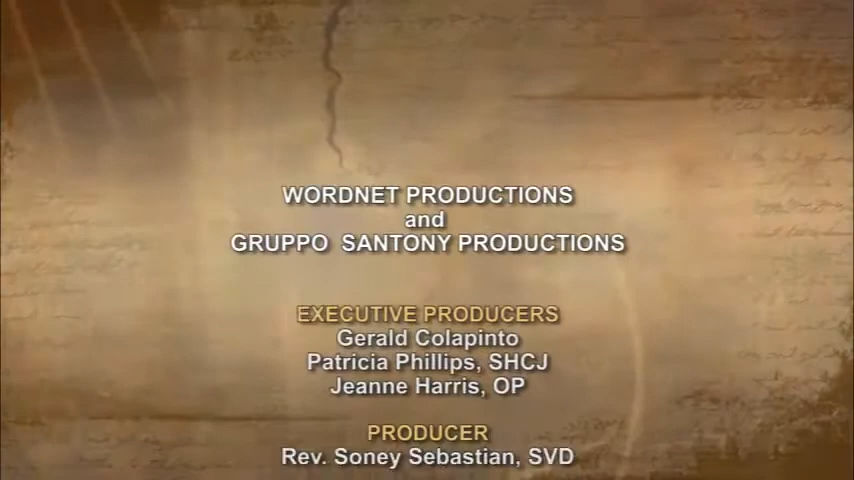 WORDNET PRODUCTIONS
and
GRUPPO SANTONY PRODUCTIONS
EXECUTIVE PRODUCERS
Gerald Colapinto
Patricia Phillips, SHCJ
Jeanne Harris, OP
PRODUCER
Rev. Soney Sebastian, SVD